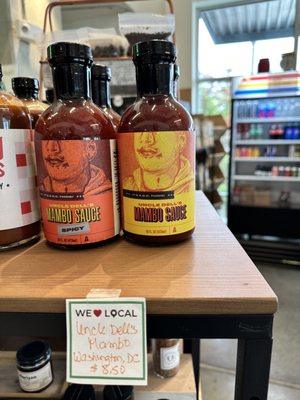 UNCLE DELL'S
MAMBO SAUCE
SPICY
UNCLE DELL'S
MAMBO SAUCE
WE LOCAL
Uncle Dell's
Mambo
Washington, DC
$8.50